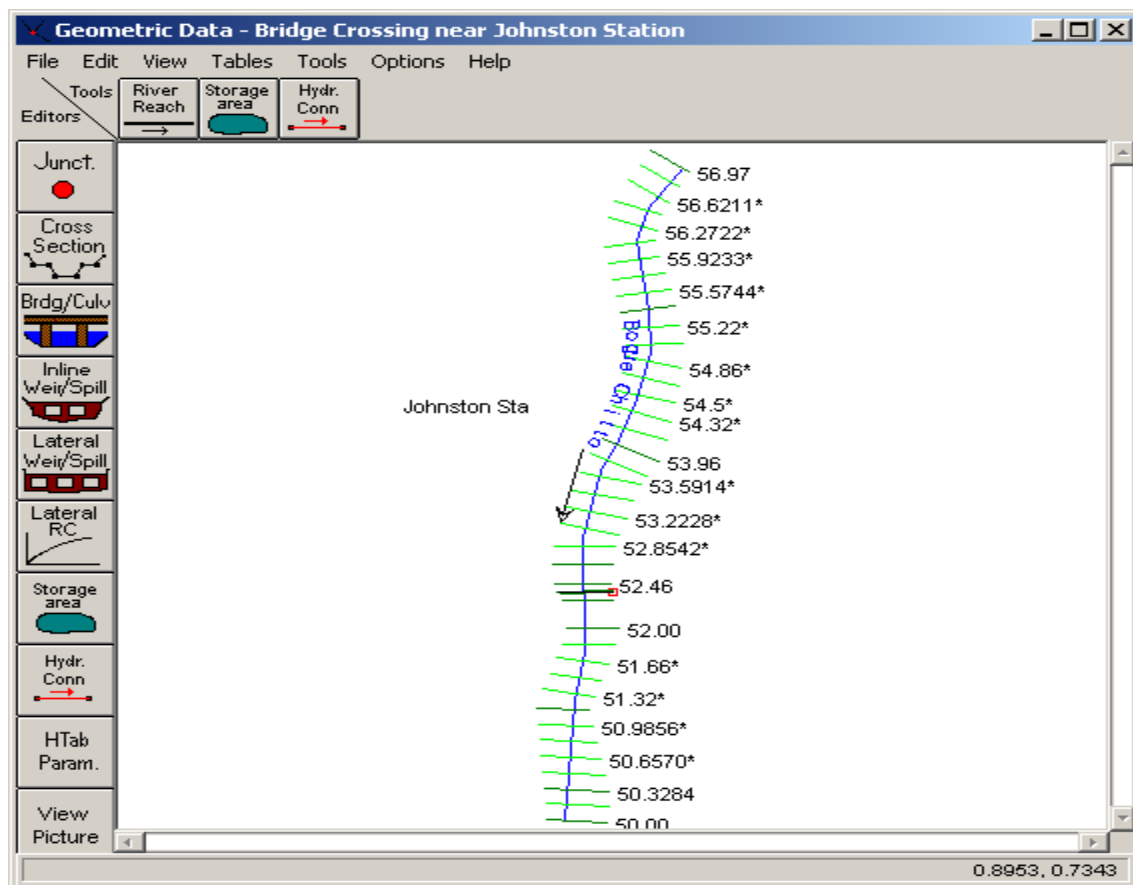 Geometric Data - Bridge Crossing near Johnston Station
File Edit View Tools Options Help
Tools
Editors
River
Reach
Storage
area
Hydr.
Conn
Junct.
Cross
Section
Brdg/Culv
Inline
Weir/Spill
Lateral
Weir/Spill
Lateral
RC
Storage
area
Hydr.
Conn
HTab
Param.
View
Picture
56.97
56.6211*
56.2722*
55.9233*
55.5744*
55.22*
54.86*
54.5*
54.32*
53.96
53.5914*
53.2228*
52.8542*
52.46
52.00
51.66*
51.32*
50.9856*
50.6570*
50.3284
50.00
Bogue Chitto
Johnston Sta
0.8953, 0.7343